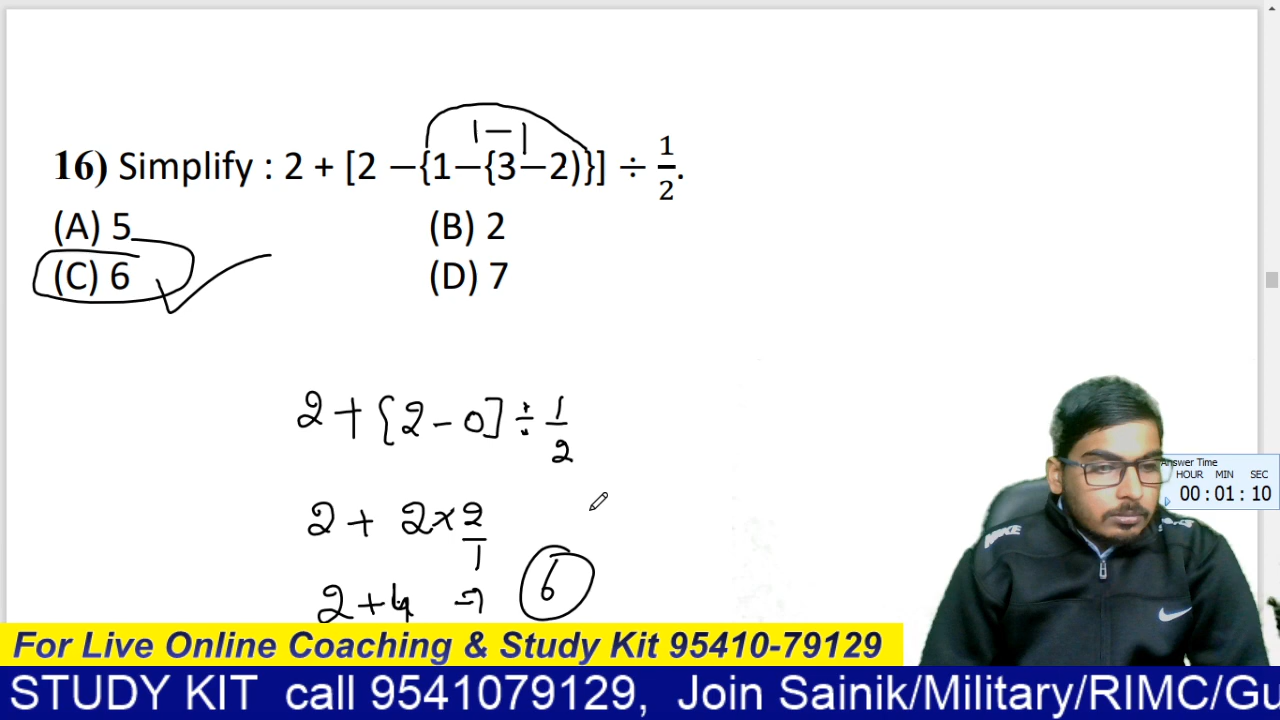 1-1
16) Simplify : 2 + [2 −{1−{3−2)}] ÷ 1/2.
(A) 5 (B) 2
(C) 6 (D) 7
2+{2-0]÷1/2
2+ 2×2/1
2+4 ⇒ 6
Answer Time
HOUR MIN SEC
00:01:10
NIKE
For Live Online Coaching & Study Kit 95410-79129
STUDY KIT call 9541079129, Join Sainik/Military/RIMC/Gu